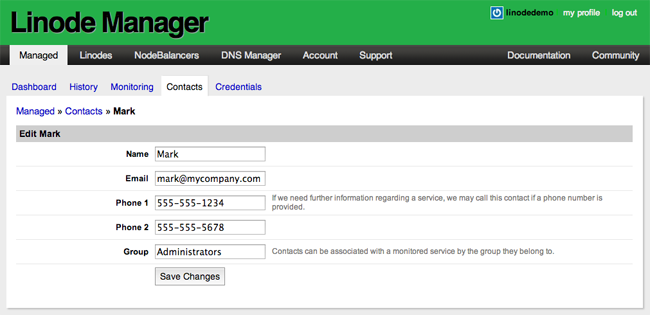 Linode Manager
linodedemo my profile log out
Managed Linodes NodeBalancers DNS Manager Account Support Documentation Community
Dashboard History Monitoring Contacts Credentials
Managed » Contacts » Mark
Edit Mark
Name Mark
Email mark@mycompany.com
Phone 1 555-555-1234 If we need further information regarding a service, we may call this contact if a phone number is
provided.
Phone 2 555-555-5678
Group Administrators Contacts can be associated with a monitored service by the group they belong to.
Save Changes